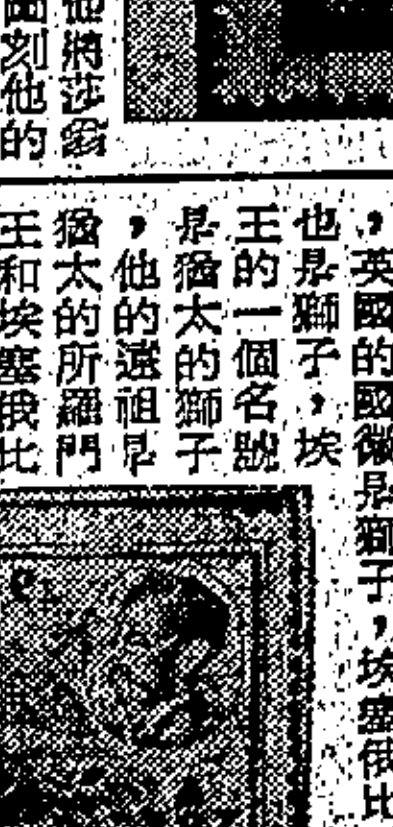 他將莎翁
刻他的
，英國的國徽是獅子，埃塞俄比
也是獅子，埃
王的一個名號
是猶太的獅子
，他的遠祖是
猶太的所羅門
王和埃塞俄比